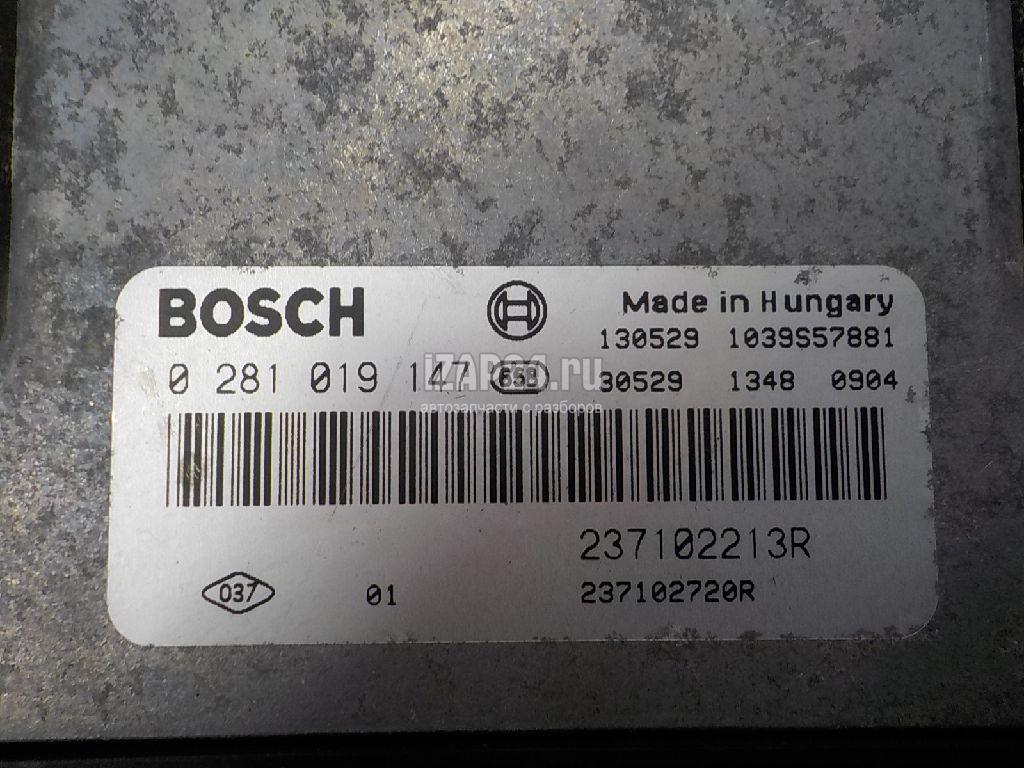 BOSCH
Made in Hungary
130529 1039S57881
0 281 019 147
30529 1348 0904
iZAP24.ru
автозапчасти с разборов
237102213R
037
01
237102720R